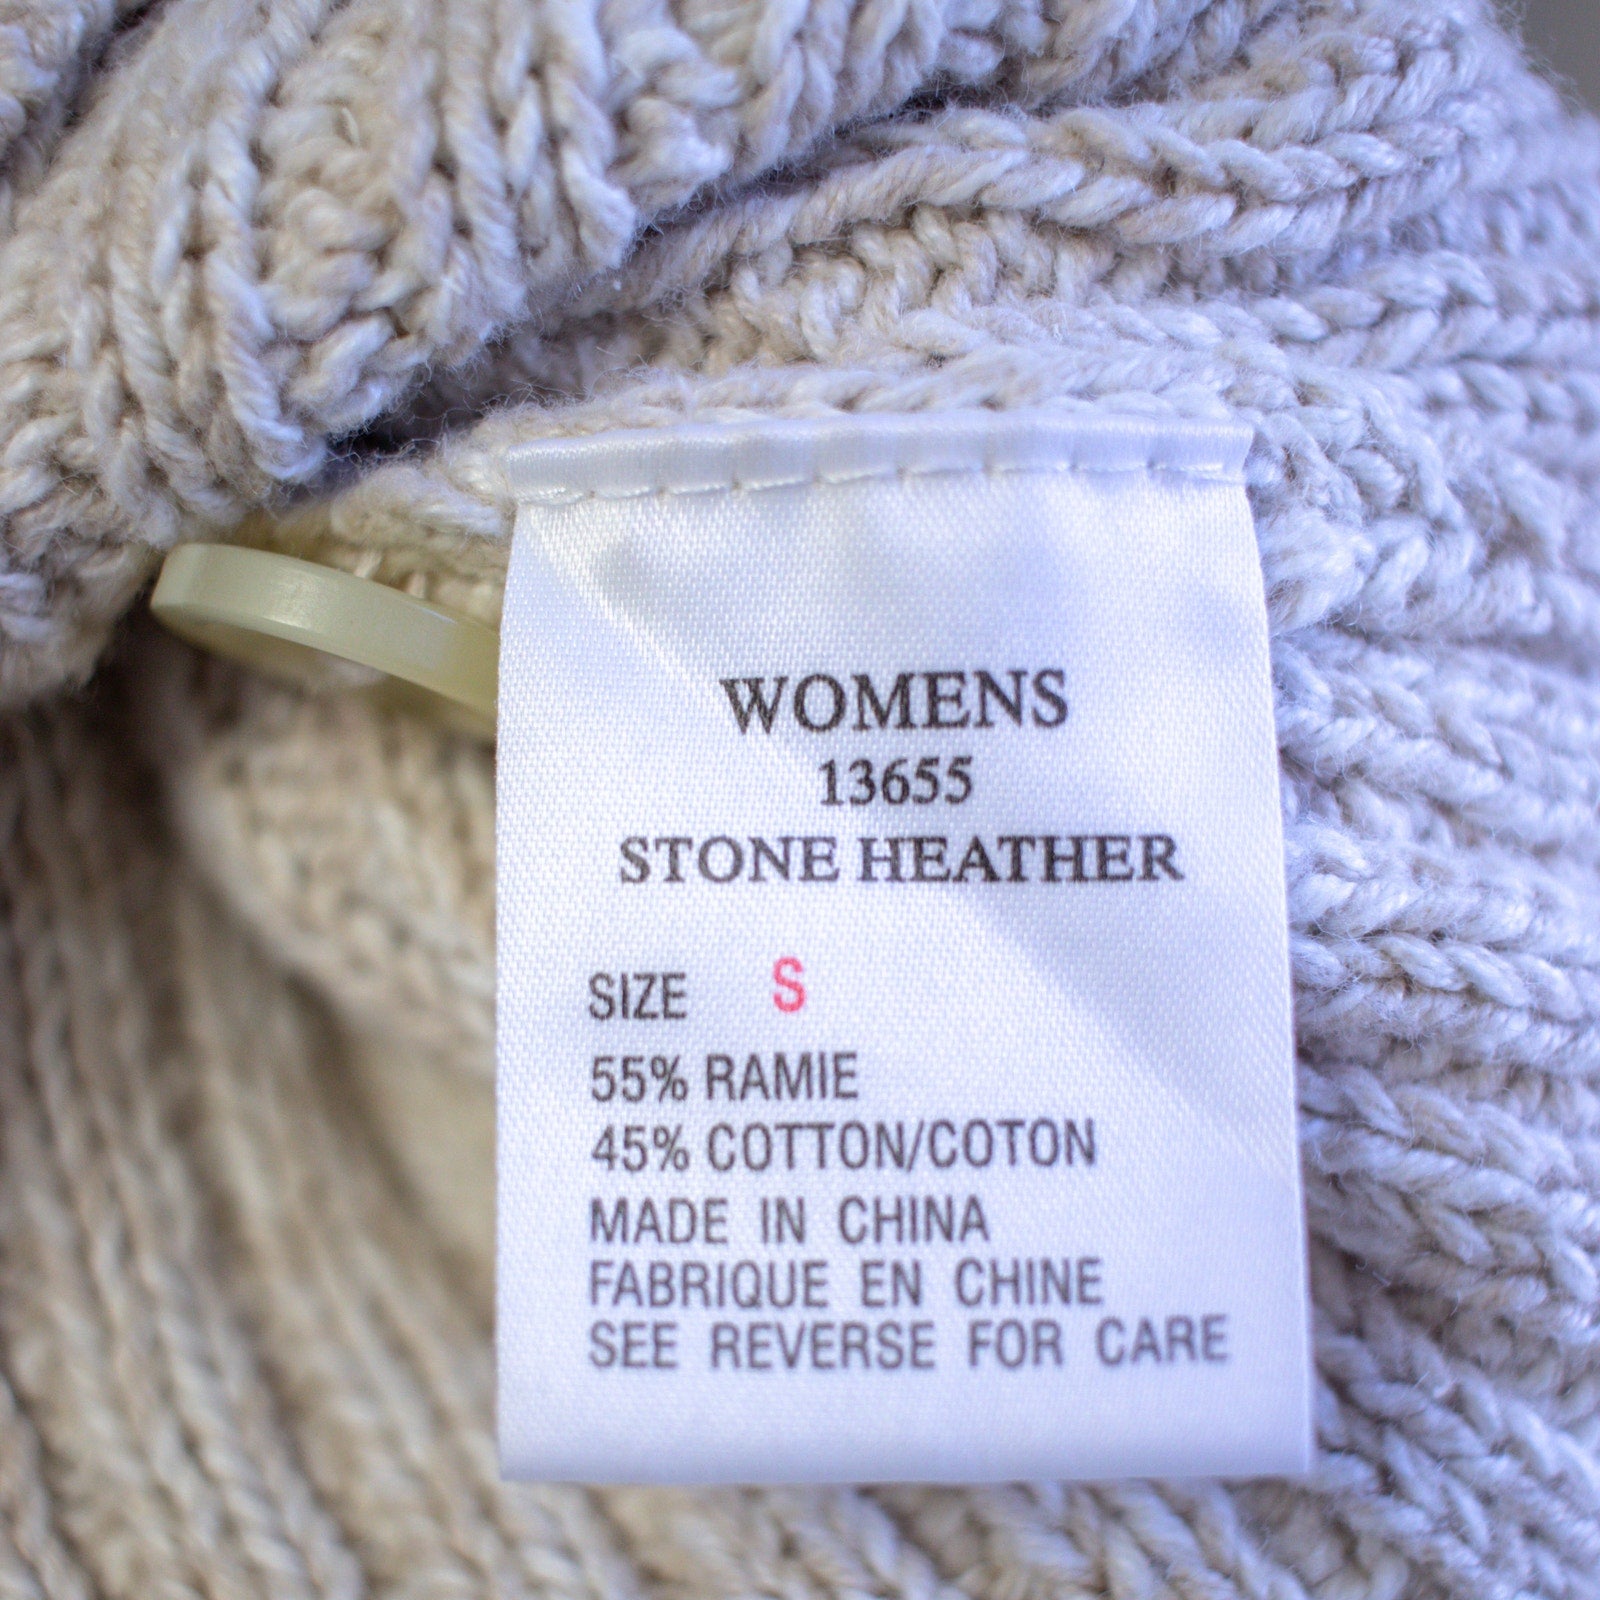 WOMENS
13655
STONE HEATHER
SIZE S
55% RAMIE
45% COTTON/COTON
MADE IN CHINA
FABRIQUE EN CHINE
SEE REVERSE FOR CARE